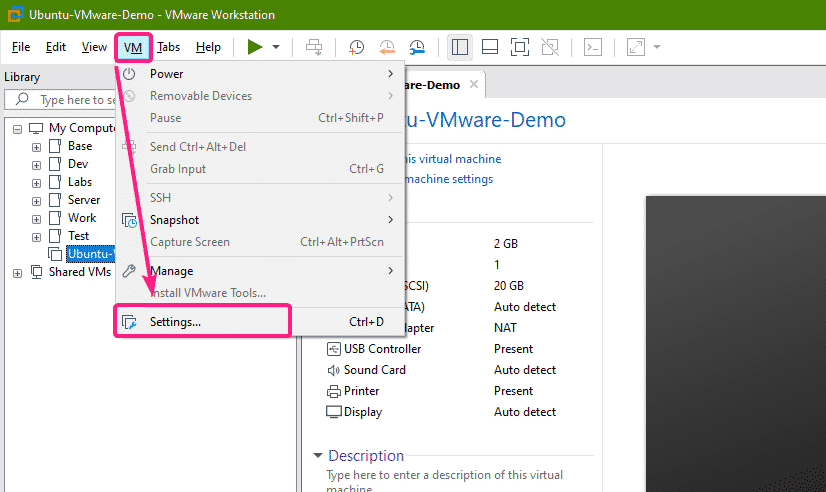 Ubuntu-VMware-Demo - VMware Workstation
File Edit View VM Tabs Help
Library
Type here to se
My Compute
Base
Dev
Labs
Server
Work
Test
Ubuntu-V
Shared VMs
Power
Removable Devices
Pause Ctrl+Shift+P
Send Ctrl+Alt+Del
Grab Input Ctrl+G
SSH
Snapshot
Capture Screen Ctrl+Alt+PrtScn
Manage
Install VMware Tools...
Settings... Ctrl+D
are-Demo
tu-VMware-Demo
his virtual machine
machine settings
2 GB
1
(SCSI) 20 GB
ATA) Auto detect
dapter NAT
USB Controller Present
Sound Card Auto detect
Printer Present
Display Auto detect
Description
Type here to enter a description of this virtual
machine.